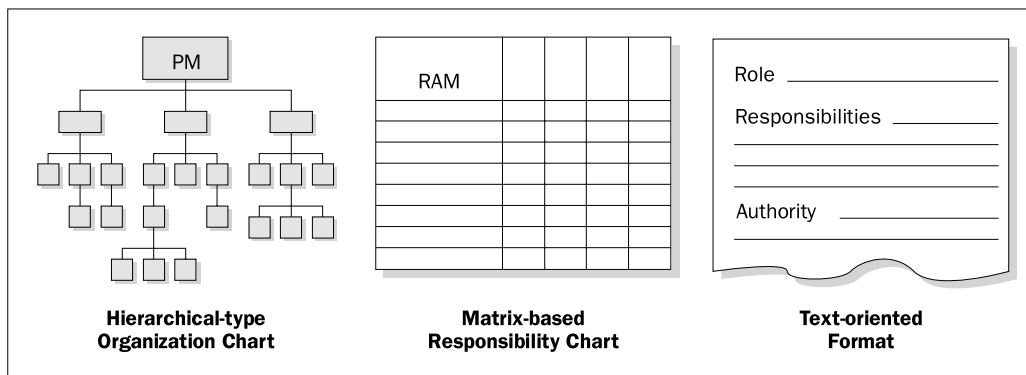 PM
RAM
Role
Responsibilities
Authority
Hierarchical-type
Organization Chart
Matrix-based
Responsibility Chart
Text-oriented
Format